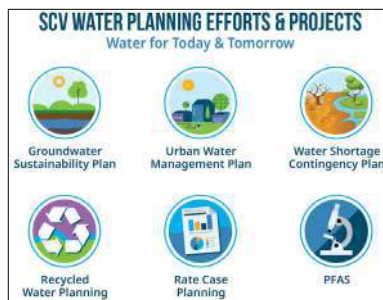 SCV WATER PLANNING EFFORTS & PROJECTS
Water for Today & Tomorrow
Groundwater
Sustainability Plan
Urban Water
Management Plan
Water Shortage
Contingency Plan
Recycled
Water Planning
Rate Case
Planning
PFAS